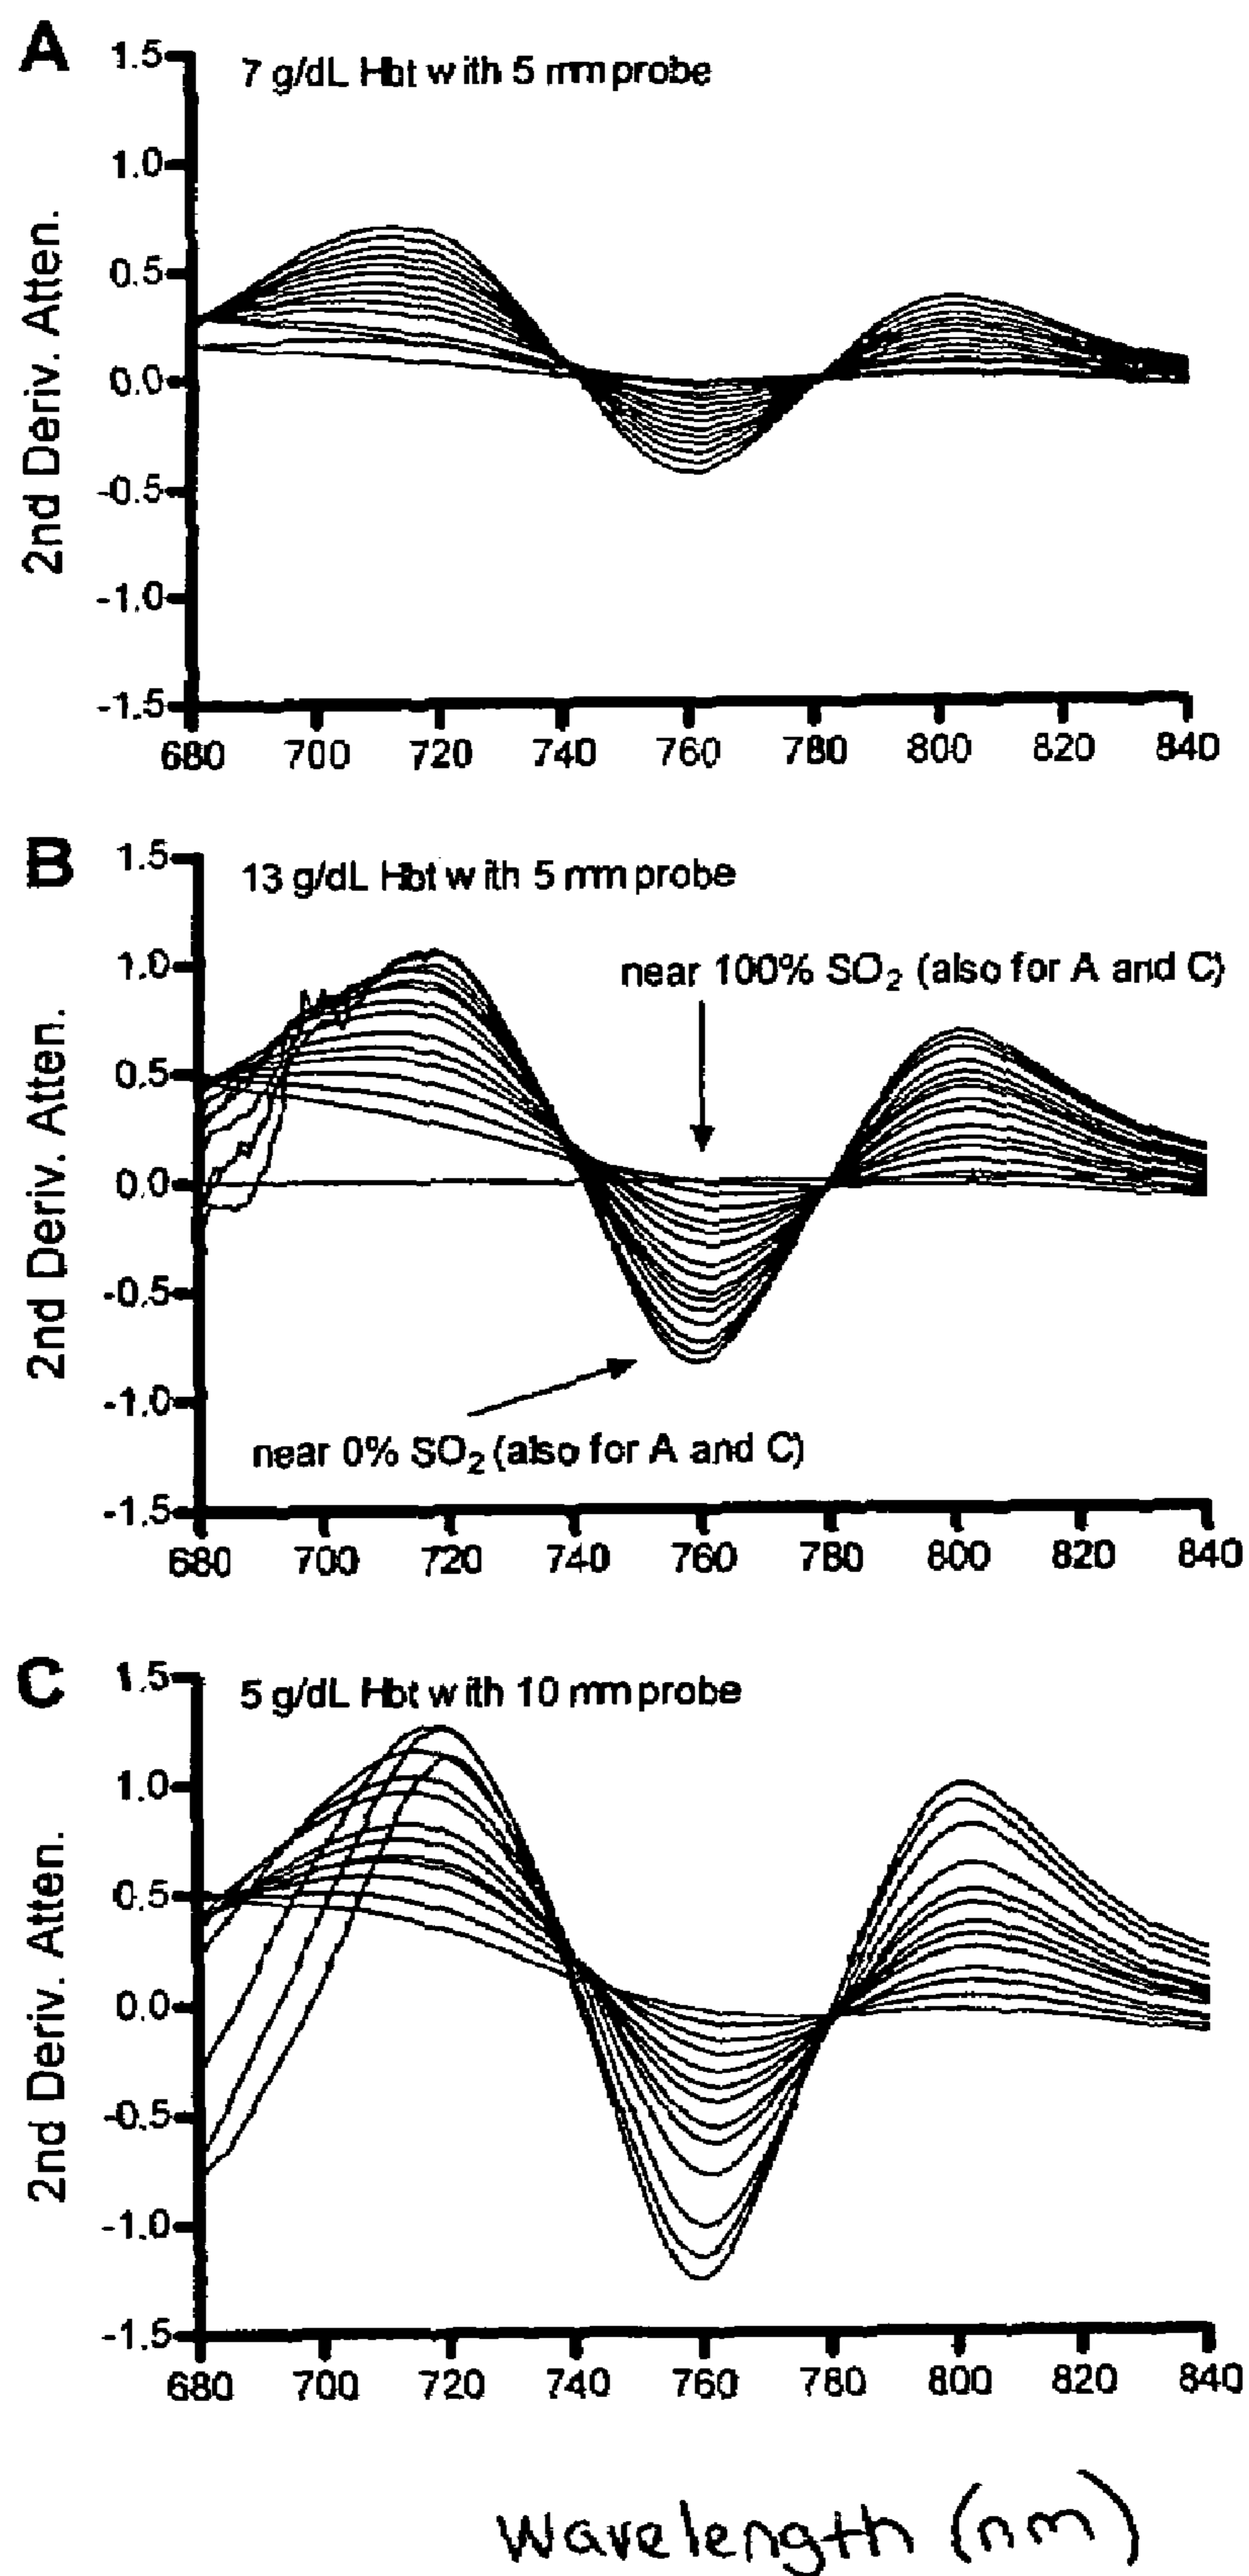 A
7 g/dL Hbt with 5 mm probe
2nd Deriv. Atten.
1.5
1.0
0.5
0.0
-0.5
-1.0
-1.5
680 700 720 740 760 780 800 820 840
B
13 g/dL Hbt with 5 mm probe
near 100% SO₂ (also for A and C)
near 0% SO₂ (also for A and C)
2nd Deriv. Atten.
1.5
1.0
0.5
0.0
-0.5
-1.0
-1.5
680 700 720 740 760 780 800 820 840
C
5 g/dL Hbt with 10 mm probe
2nd Deriv. Atten.
1.5
1.0
0.5
0.0
-0.5
-1.0
-1.5
680 700 720 740 760 780 800 820 840
Wavelength (nm)